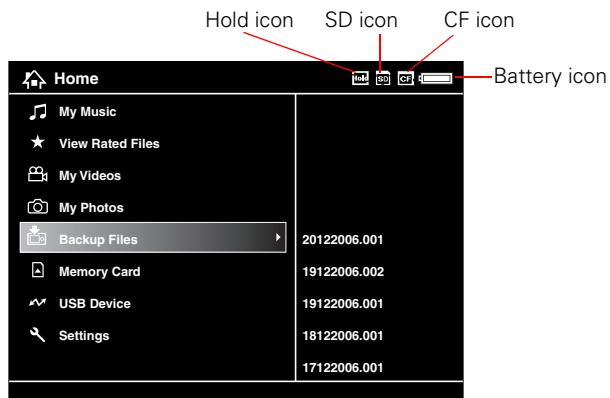 Hold icon SD icon CF icon
Home Hold SD CF Battery icon
My Music
View Rated Files
My Videos
My Photos
Backup Files 20122006.001
Memory Card 19122006.002
USB Device 19122006.001
Settings 18122006.001
17122006.001